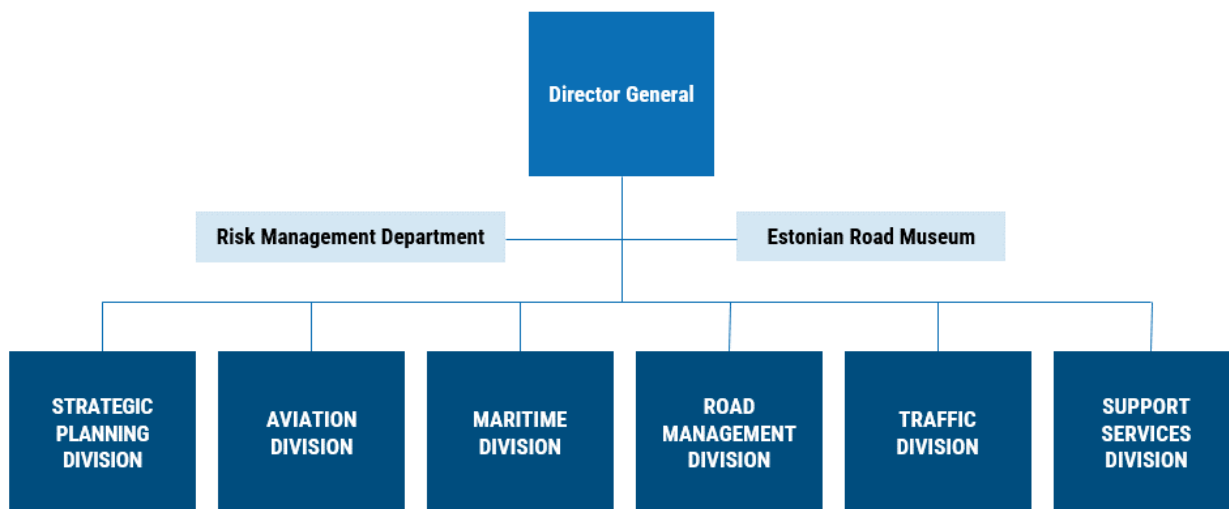 Director General
Risk Management Department
Estonian Road Museum
STRATEGIC
PLANNING
DIVISION
AVIATION
DIVISION
MARITIME
DIVISION
ROAD
MANAGEMENT
DIVISION
TRAFFIC
DIVISION
SUPPORT
SERVICES
DIVISION